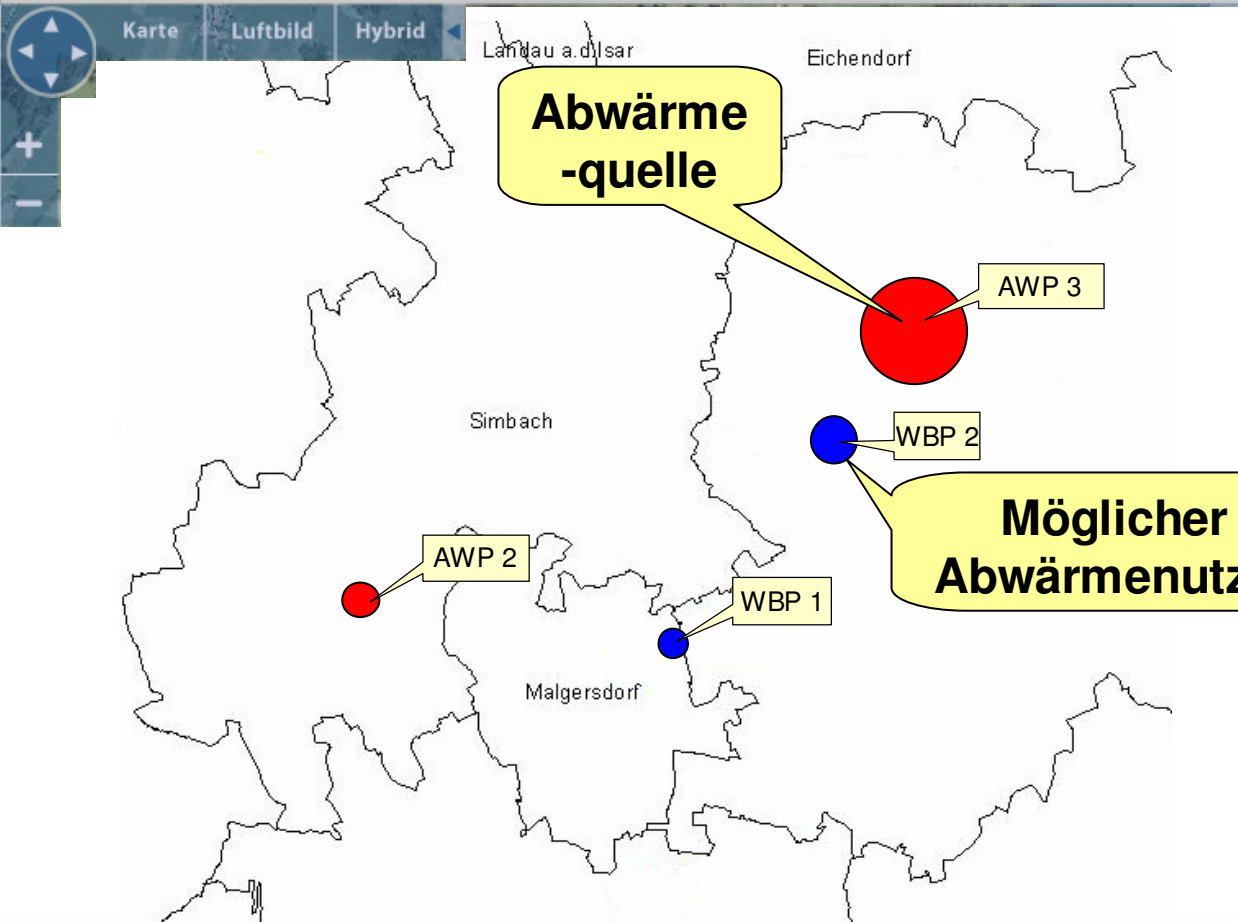 Karte Luftbild Hybrid
Landau a.d.Isar
Eichendorf
Abwärme
-quelle
AWP 3
Simbach
WBP 2
Möglicher
Abwärmenutz
AWP 2
WBP 1
Malgersdorf